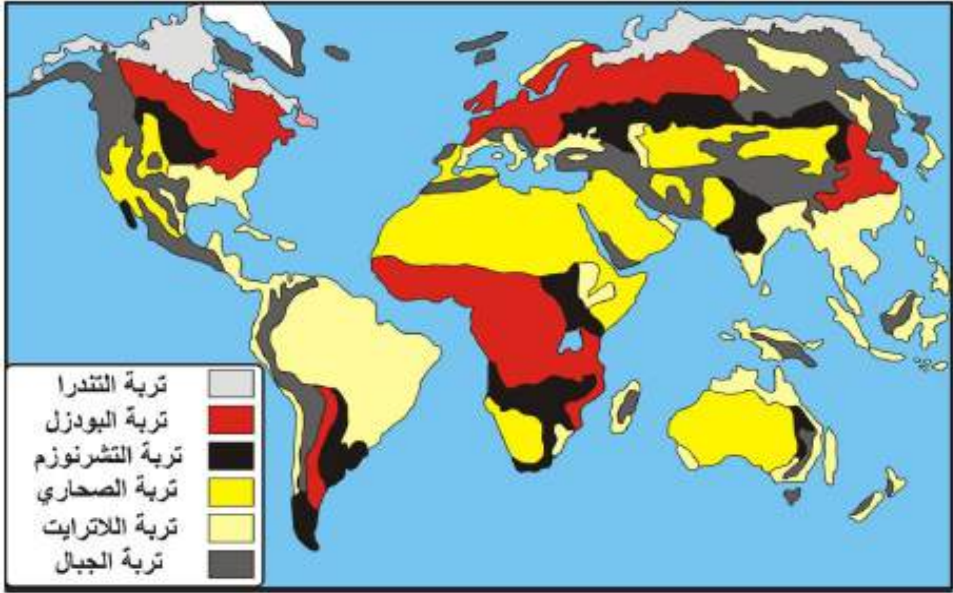 تربة التندرا
تربة البودزل
تربة التشرنوزم
تربة الصحاري
تربة اللاترايت
تربة الجبال